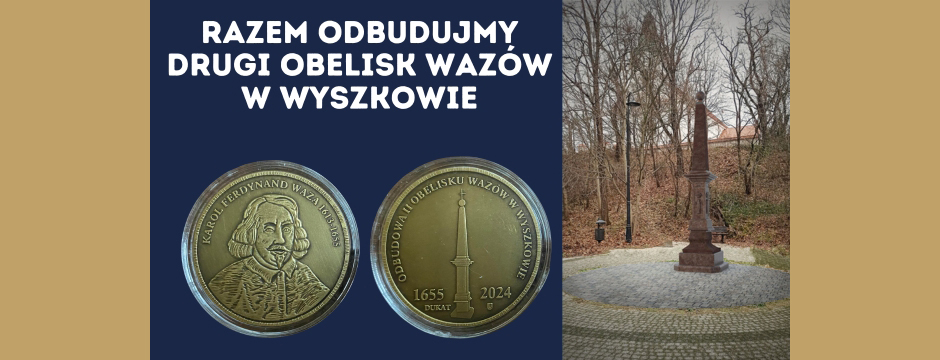 RAZEM ODBUDUJMY
DRUGI OBELISK WAZÓW
W WYSZKOWIE
KAROL FERDYNAND WAZA 1613-1655
ODBUDOWA II OBELISKU WAZÓW W WYSZKOWIE
1655 2024
DUKAT